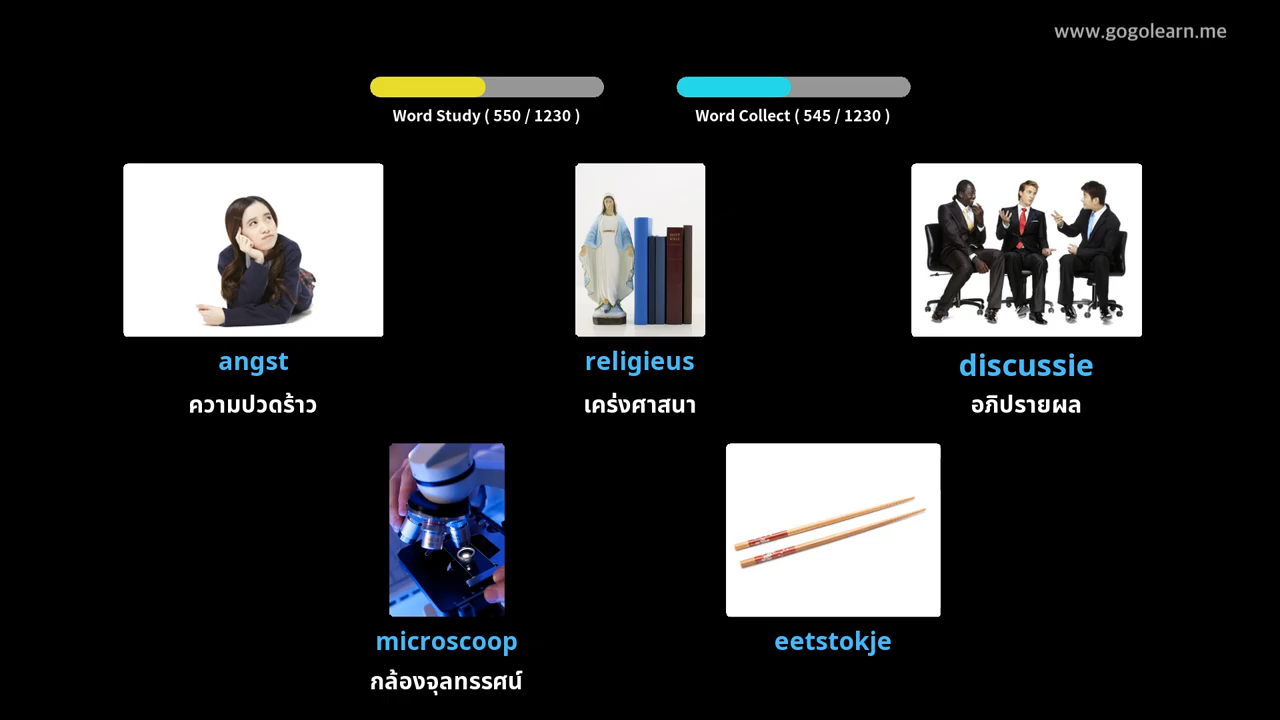 www.gogolearn.me
Word Study ( 550 / 1230 )
Word Collect ( 545 / 1230 )
angst
religieus
discussie
ความปวดร้าว
เคร่งศาสนา
อภิปรายผล
microscoop
eetstokje
กล้องจุลทรรศน์